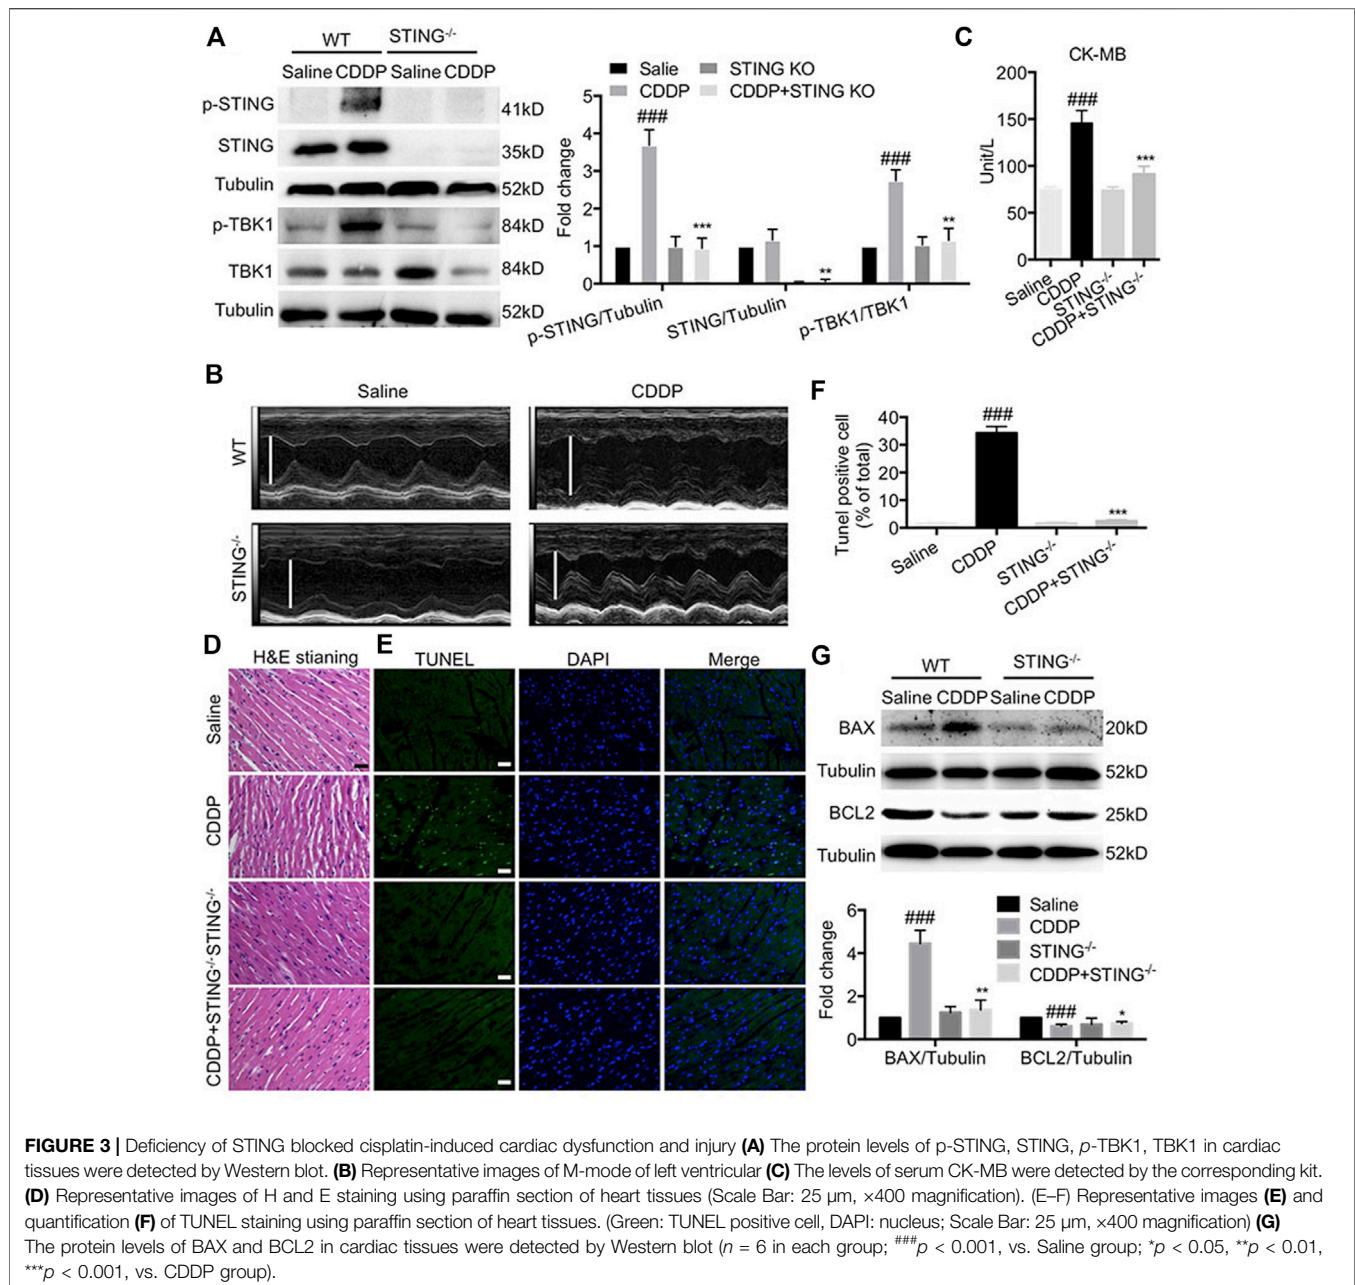 A
WT STING-/-
Saline CDDP Saline CDDP
p-STING 41kD
STING 35kD
Tubulin 52kD
p-TBK1 84kD
TBK1 84kD
Tubulin 52kD
Salie STING KO
CDDP CDDP+STING KO
Fold change
5
4
3
2
1
0
###
***
**
###
**
p-STING/Tubulin
STING/Tubulin
p-TBK1/TBK1
C
CK-MB
Unit/L
200
150
100
50
0
###
***
Saline
CDDP
STING-/-
CDDP+STING-/-
B
Saline CDDP
WT
STING-/-
F
Tunel positive cell
(% of total)
40
30
20
10
0
###
***
Saline
CDDP
STING-/-
CDDP+STING-/-
D E
H&E stianing TUNEL DAPI Merge
Saline
CDDP
STING-/-
CDDP+STING-/-
G
WT STING-/-
Saline CDDP Saline CDDP
BAX 20kD
Tubulin 52kD
BCL2 25kD
Tubulin 52kD
Saline
CDDP
STING-/-
CDDP+STING-/-
Fold change
6
4
2
0
###
**
###
*
BAX/Tubulin BCL2/Tubulin
FIGURE 3 | Deficiency of STING blocked cisplatin-induced cardiac dysfunction and injury (A) The protein levels of p-STING, STING, p-TBK1, TBK1 in cardiac
tissues were detected by Western blot. (B) Representative images of M-mode of left ventricular (C) The levels of serum CK-MB were detected by the corresponding kit.
(D) Representative images of H and E staining using paraffin section of heart tissues (Scale Bar: 25 μm, ×400 magnification). (E–F) Representative images (E) and
quantification (F) of TUNEL staining using paraffin section of heart tissues. (Green: TUNEL positive cell, DAPI: nucleus; Scale Bar: 25 μm, ×400 magnification) (G)
The protein levels of BAX and BCL2 in cardiac tissues were detected by Western blot (n = 6 in each group; ###p < 0.001, vs. Saline group; *p < 0.05, **p < 0.01,
***p < 0.001, vs. CDDP group).